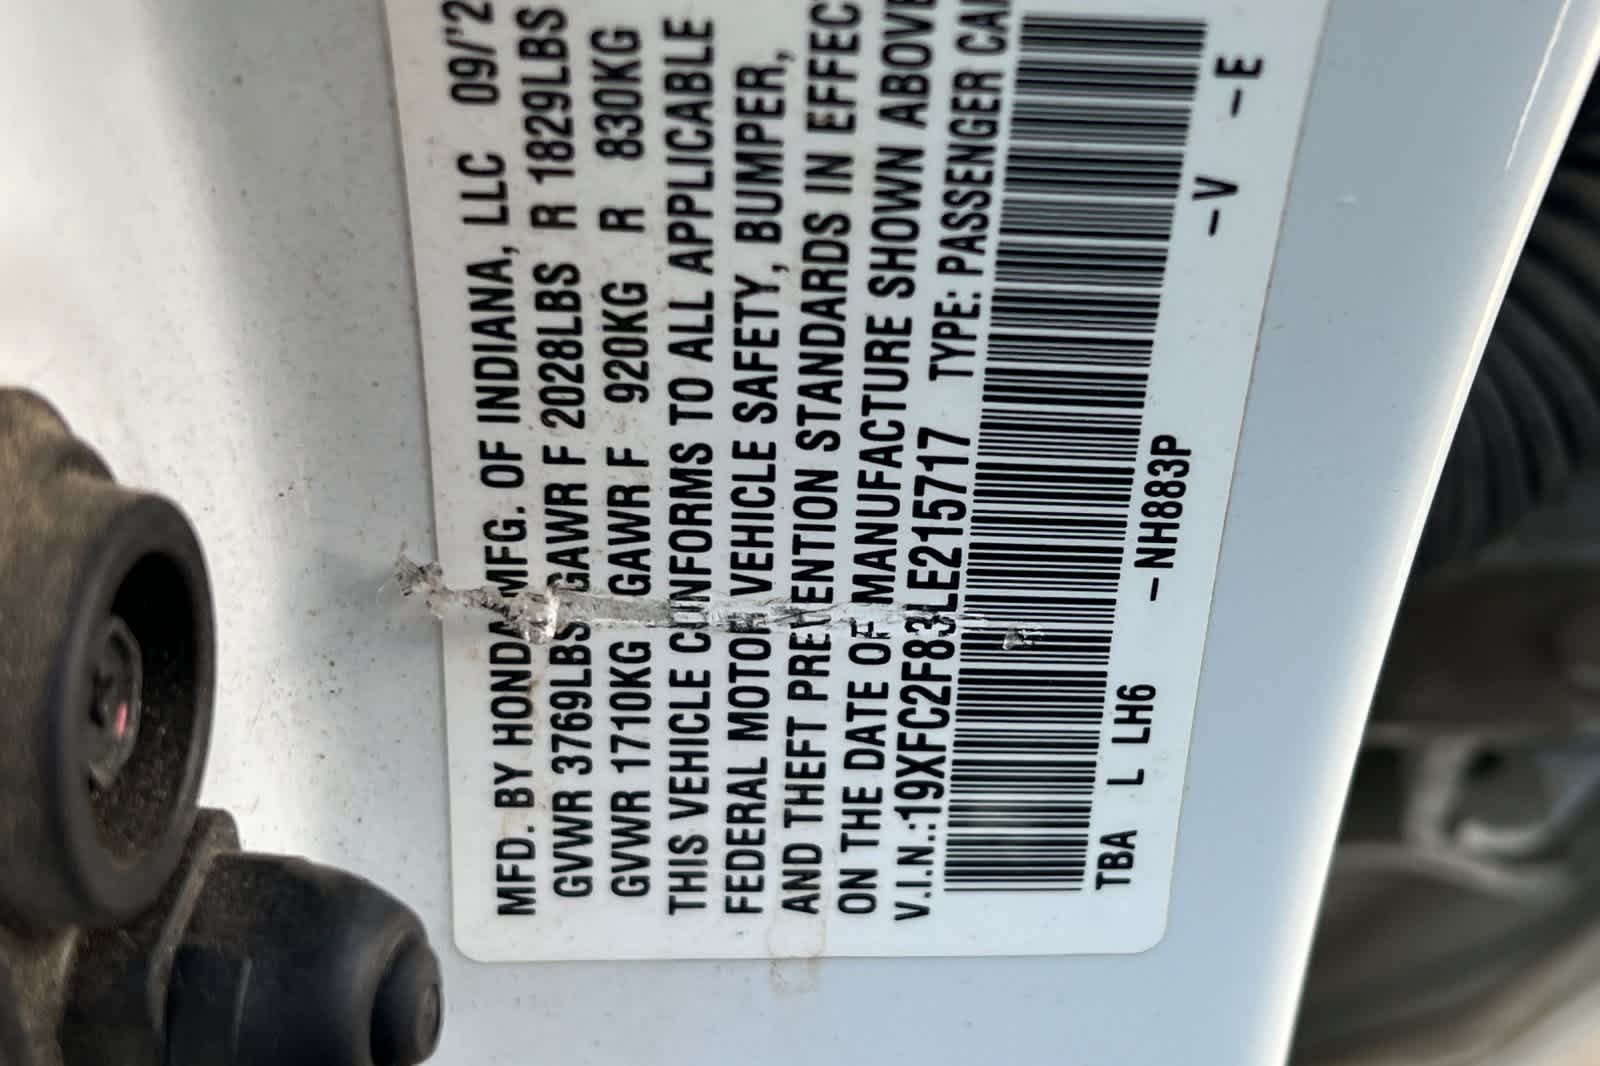 MFD. BY HONDA MFG. OF INDIANA, LLC 09/'2
GVWR 3769LBS GAWR F 2028LBS R 1829LBS
GVWR 1710KG GAWR F 920KG R 830KG
THIS VEHICLE CONFORMS TO ALL APPLICABLE
FEDERAL MOTOR VEHICLE SAFETY, BUMPER,
AND THEFT PREVENTION STANDARDS IN EFFEC
ON THE DATE OF MANUFACTURE SHOWN ABOVE
V.I.N.:19XFC2F83LE215717 TYPE: PASSENGER CAR
TBA L LH6 –NH883P –V –E